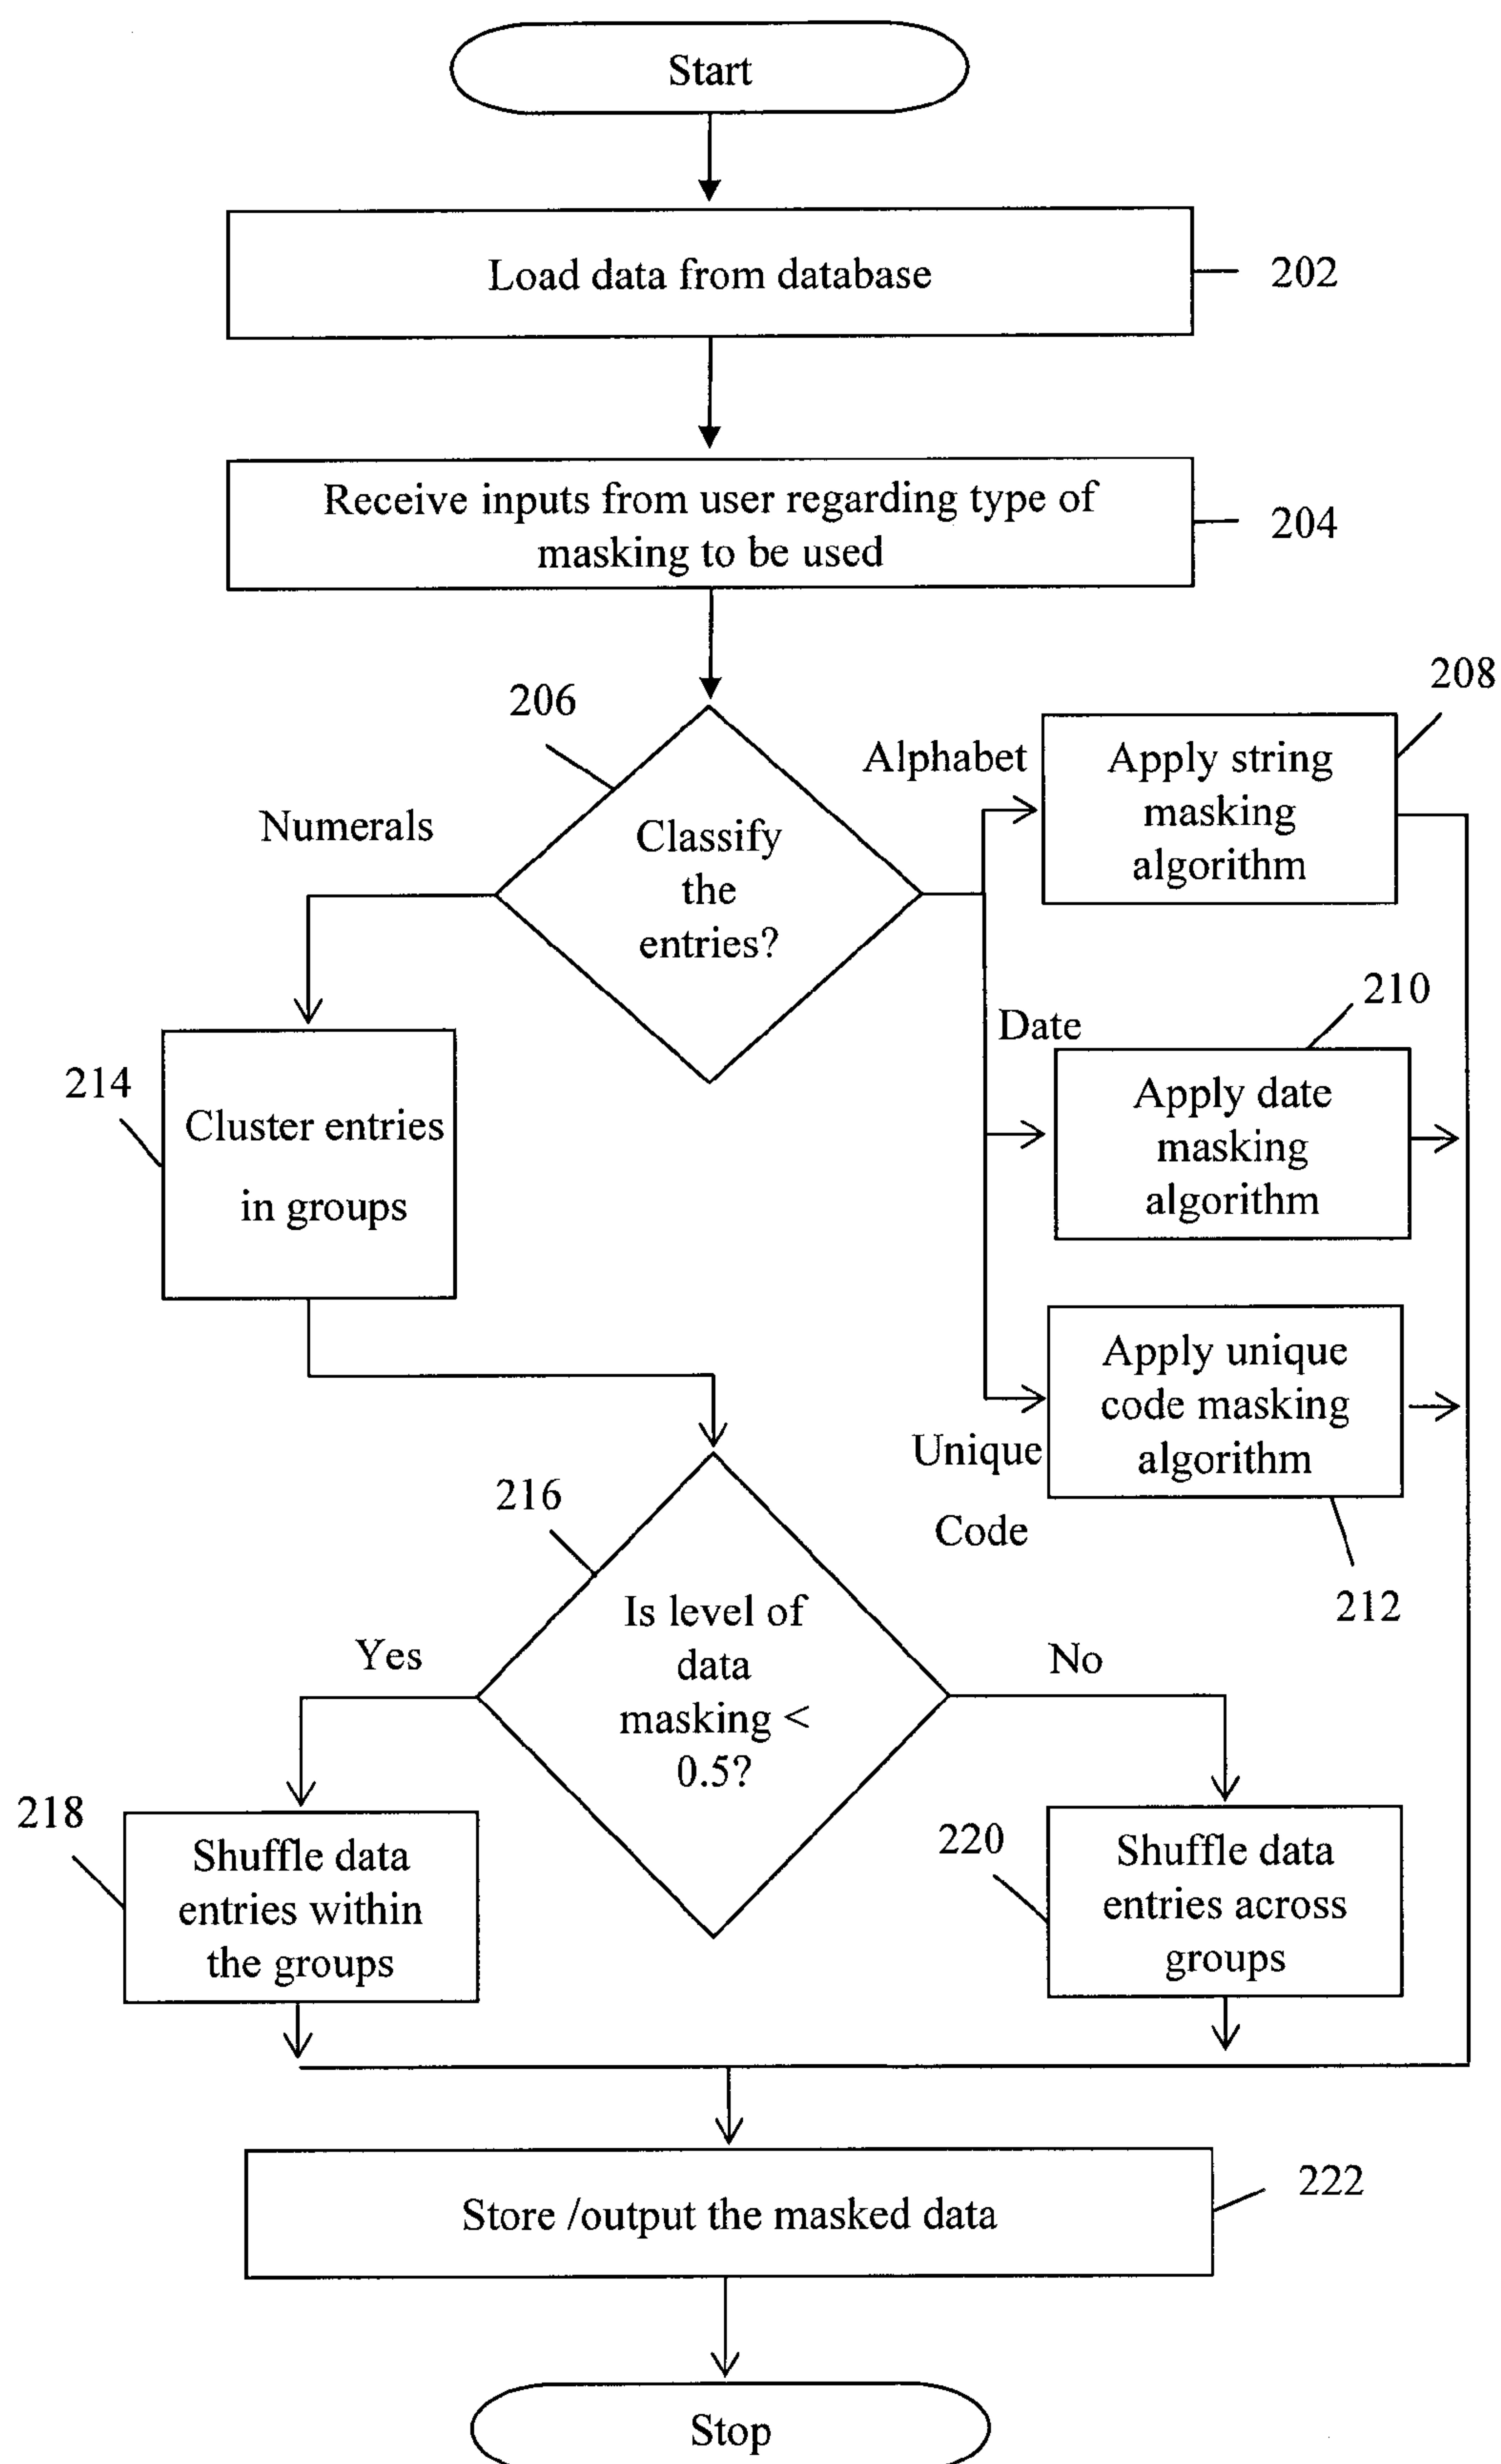 Start
Load data from database
202
Receive inputs from user regarding type of
masking to be used
204
206
Classify
the
entries?
Numerals
Alphabet
208
Apply string
masking
algorithm
Date
210
Apply date
masking
algorithm
214
Cluster entries
in groups
Unique
Code
Apply unique
code masking
algorithm
212
216
Is level of
data
masking <
0.5?
Yes
No
218
Shuffle data
entries within
the groups
220
Shuffle data
entries across
groups
Store /output the masked data
222
Stop